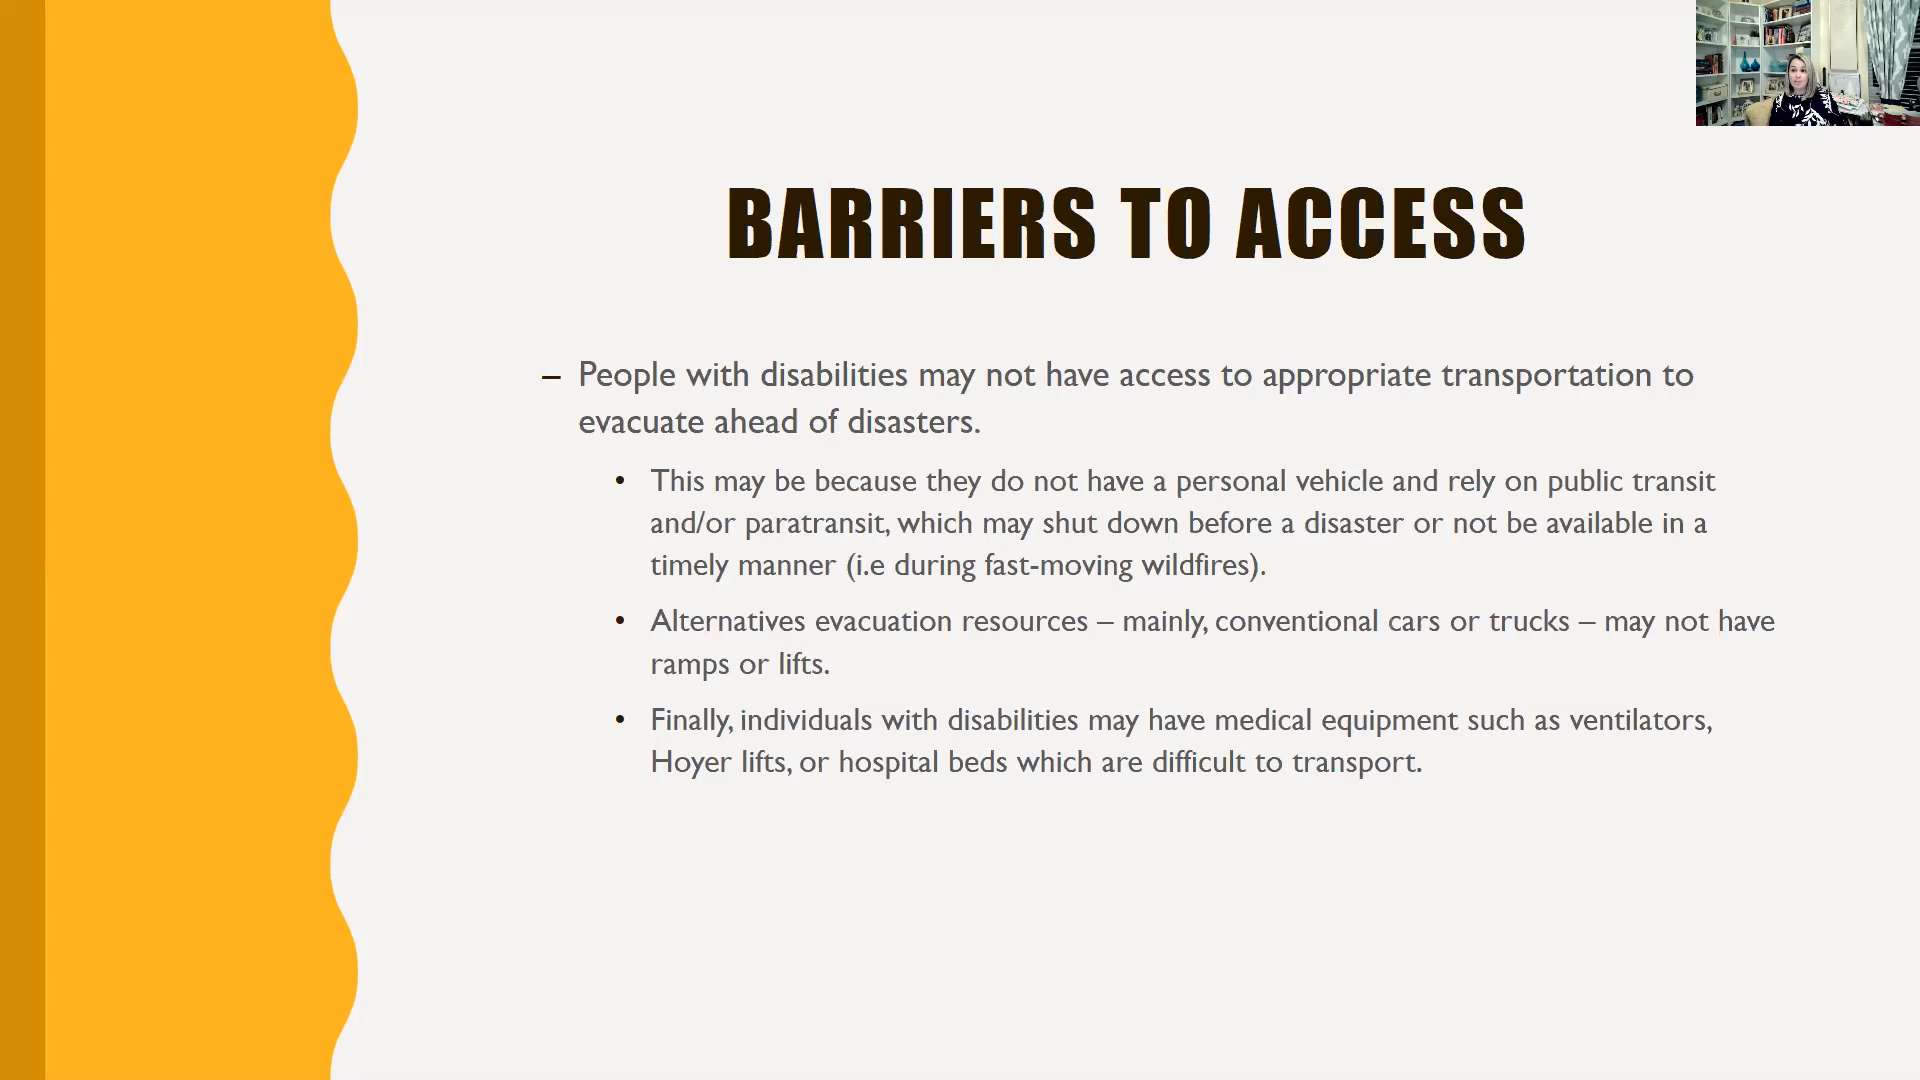 BARRIERS TO ACCESS
– People with disabilities may not have access to appropriate transportation to
evacuate ahead of disasters.
• This may be because they do not have a personal vehicle and rely on public transit
and/or paratransit, which may shut down before a disaster or not be available in a
timely manner (i.e during fast-moving wildfires).
• Alternatives evacuation resources – mainly, conventional cars or trucks – may not have
ramps or lifts.
• Finally, individuals with disabilities may have medical equipment such as ventilators,
Hoyer lifts, or hospital beds which are difficult to transport.